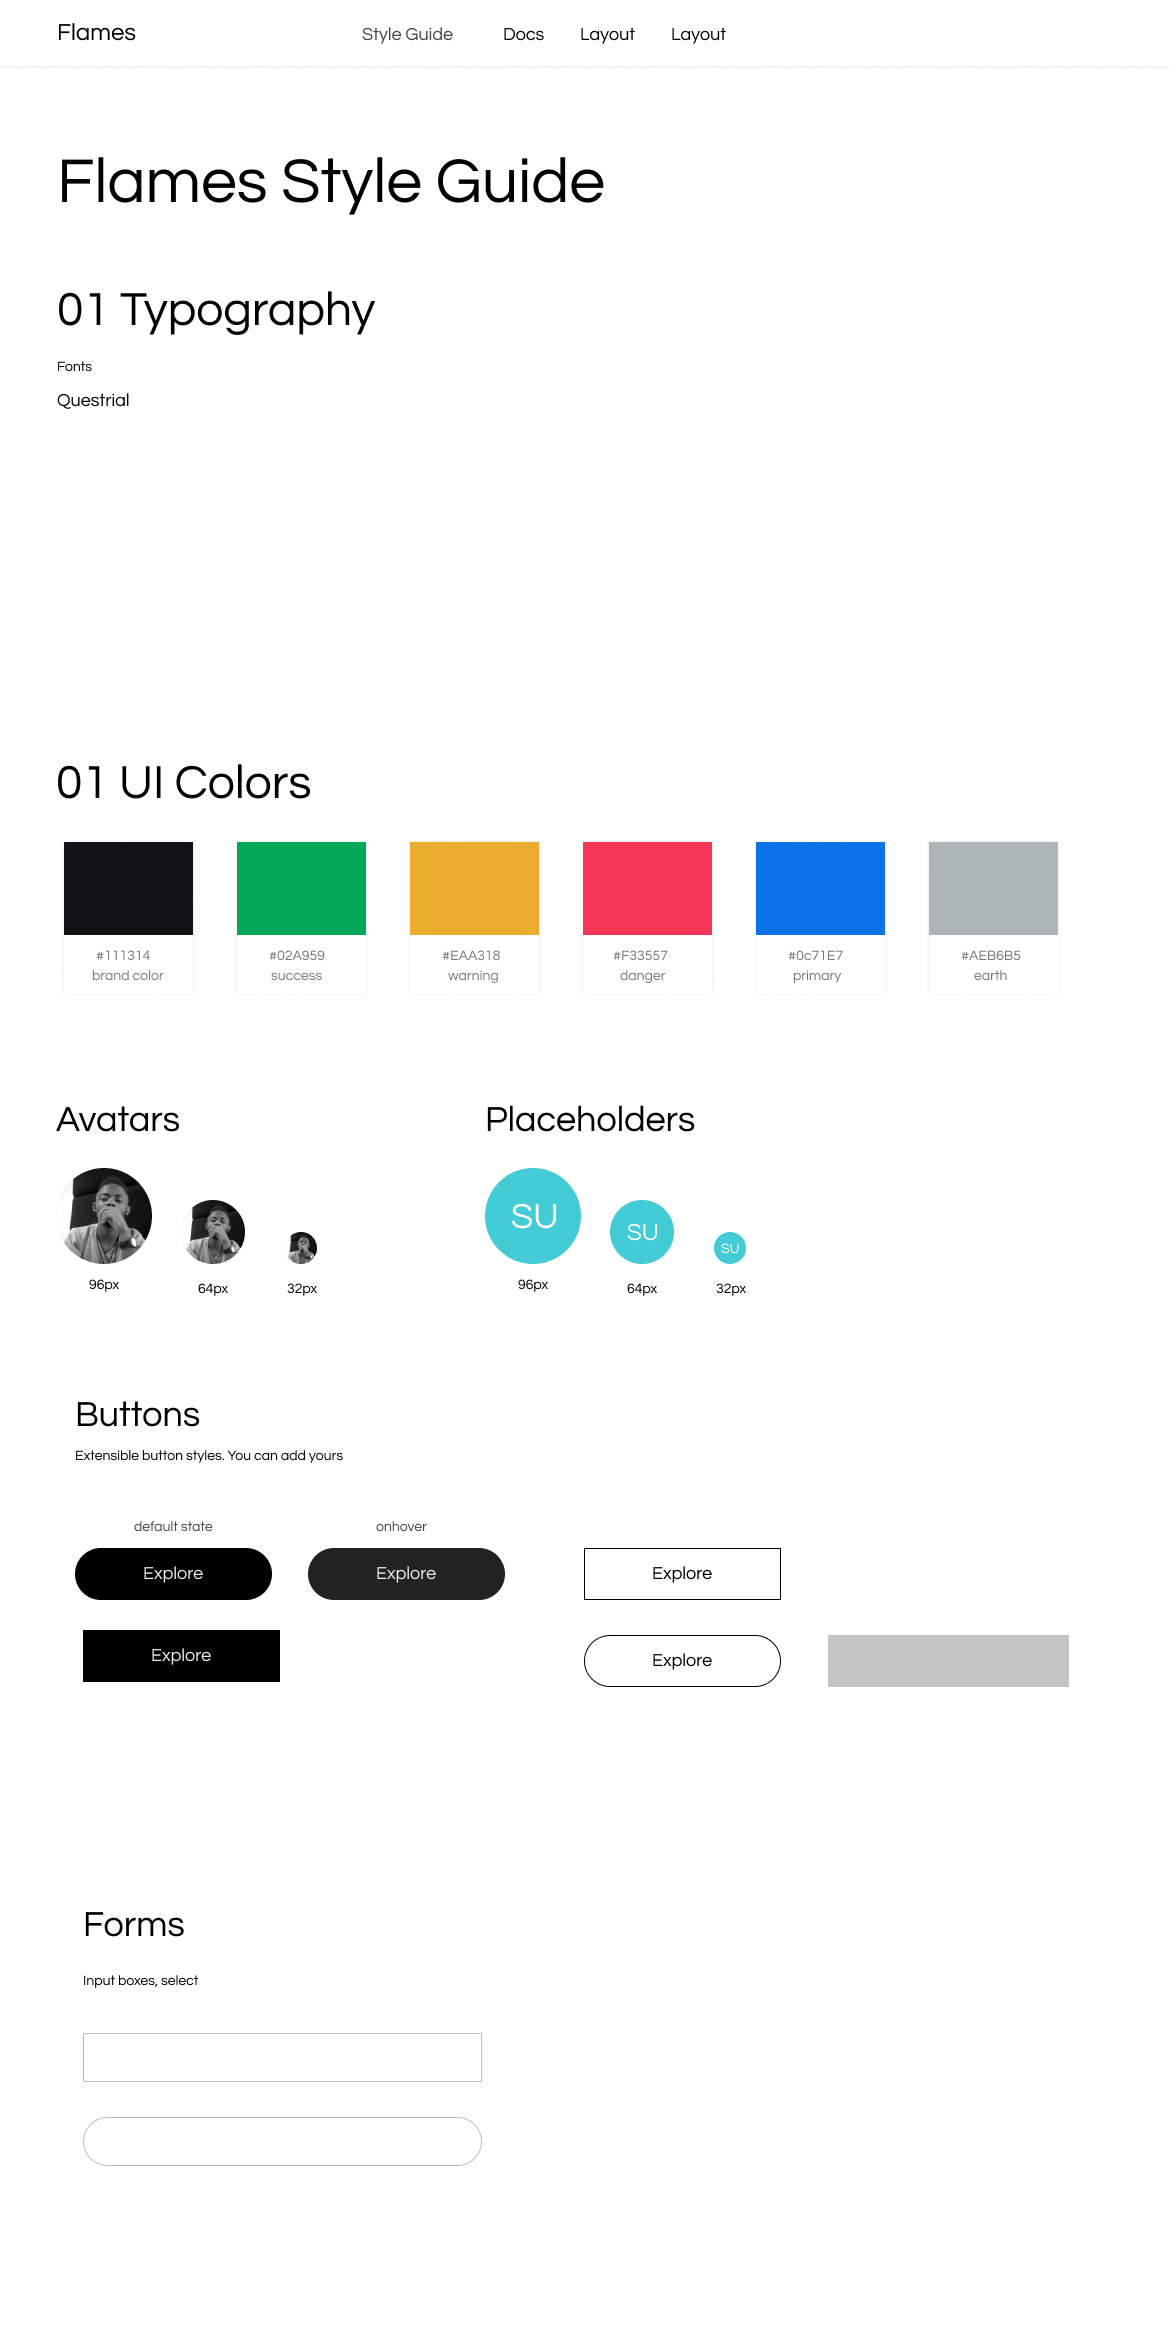 Flames
Style Guide
Docs
Layout
Layout
Flames Style Guide
01 Typography
Fonts
Questrial
01 UI Colors
#111314
brand color
#02A959
success
#EAA318
warning
#F33557
danger
#0c71E7
primary
#AEB6B5
earth
Avatars
96px
64px
32px
Placeholders
SU
SU
SU
96px
64px
32px
Buttons
Extensible button styles. You can add yours
default state
onhover
Explore
Explore
Explore
Explore
Explore
Forms
Input boxes, select